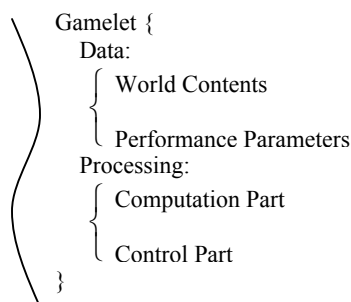 Gamelet {
Data:
World Contents
Performance Parameters
Processing:
Computation Part
Control Part
}